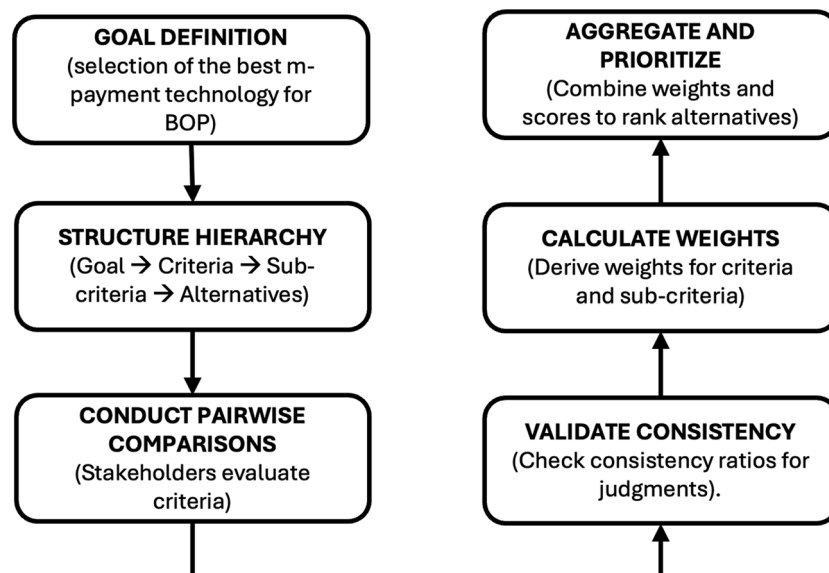 GOAL DEFINITION
(selection of the best m-
payment technology for
BOP)
STRUCTURE HIERARCHY
(Goal → Criteria → Sub-
criteria → Alternatives)
CONDUCT PAIRWISE
COMPARISONS
(Stakeholders evaluate
criteria)
AGGREGATE AND
PRIORITIZE
(Combine weights and
scores to rank alternatives)
CALCULATE WEIGHTS
(Derive weights for criteria
and sub-criteria)
VALIDATE CONSISTENCY
(Check consistency ratios for
judgments).